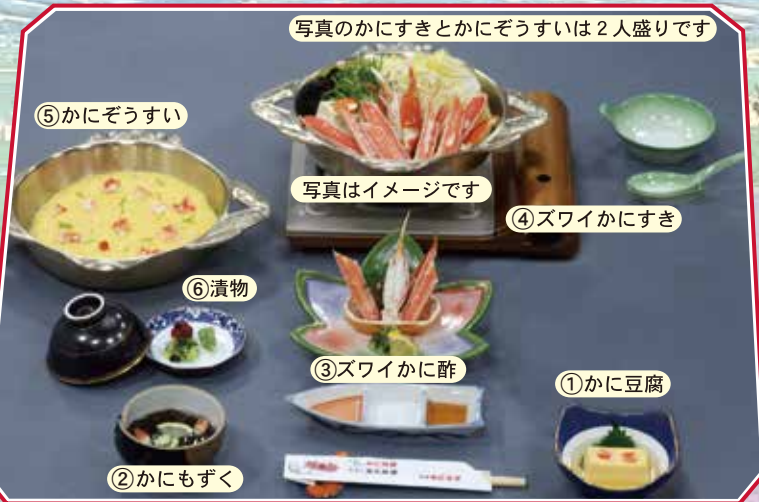 写真のかにすきとかにぞうすいは２人盛りです
⑤かにぞうすい
写真はイメージです
④ズワイかにすき
⑥漬物
③ズワイかに酢
①かに豆腐
②かにもずく